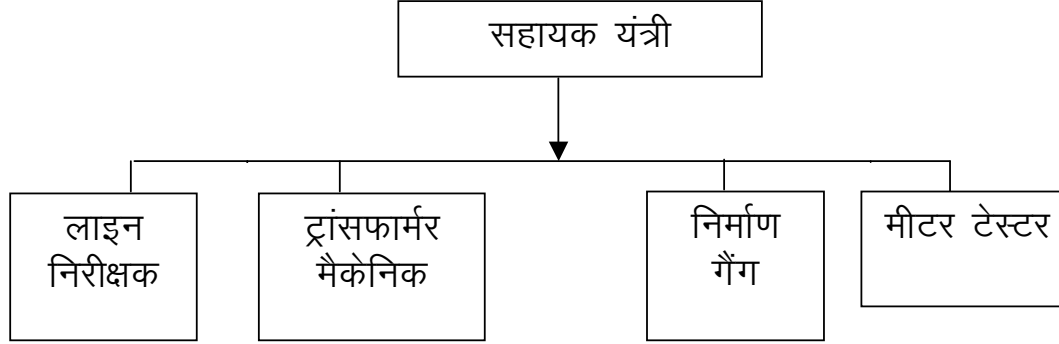 सहायक यंत्री
लाइन
निरीक्षक
ट्रांसफार्मर
मैकेनिक
निर्माण
गैंग
मीटर टेस्टर